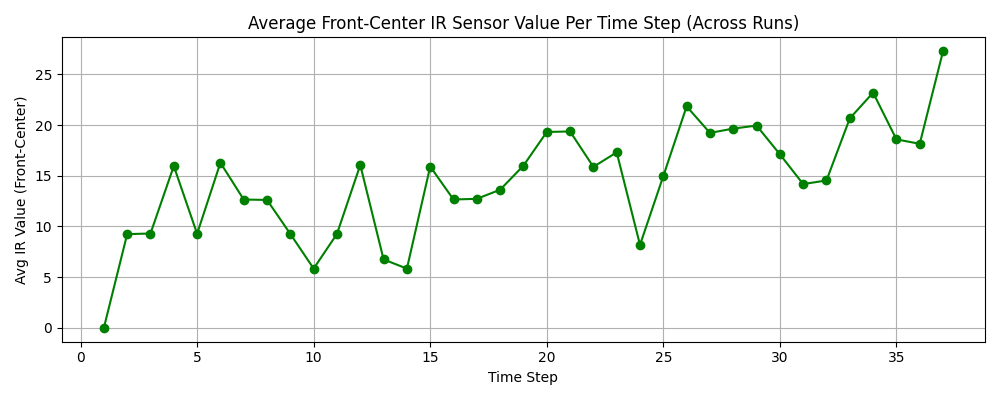 Average Front-Center IR Sensor Value Per Time Step (Across Runs)
Avg IR Value (Front-Center)
25
20
15
10
5
0
0 5 10 15 20 25 30 35
Time Step